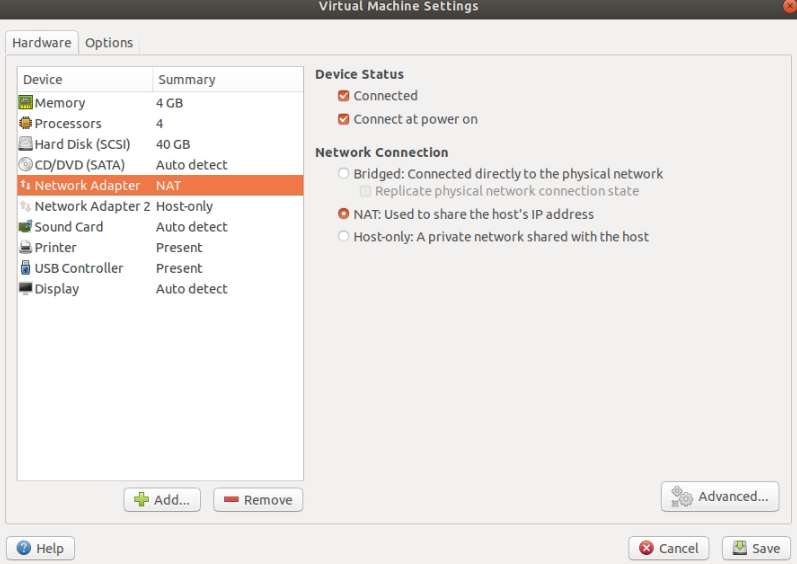 Virtual Machine Settings
Hardware Options
Device Summary
Memory 4 GB
Processors 4
Hard Disk (SCSI) 40 GB
CD/DVD (SATA) Auto detect
Network Adapter NAT
Network Adapter 2 Host-only
Sound Card Auto detect
Printer Present
USB Controller Present
Display Auto detect
Add... Remove
Device Status
Connected
Connect at power on
Network Connection
Bridged: Connected directly to the physical network
Replicate physical network connection state
NAT: Used to share the host's IP address
Host-only: A private network shared with the host
Advanced...
Help Cancel Save